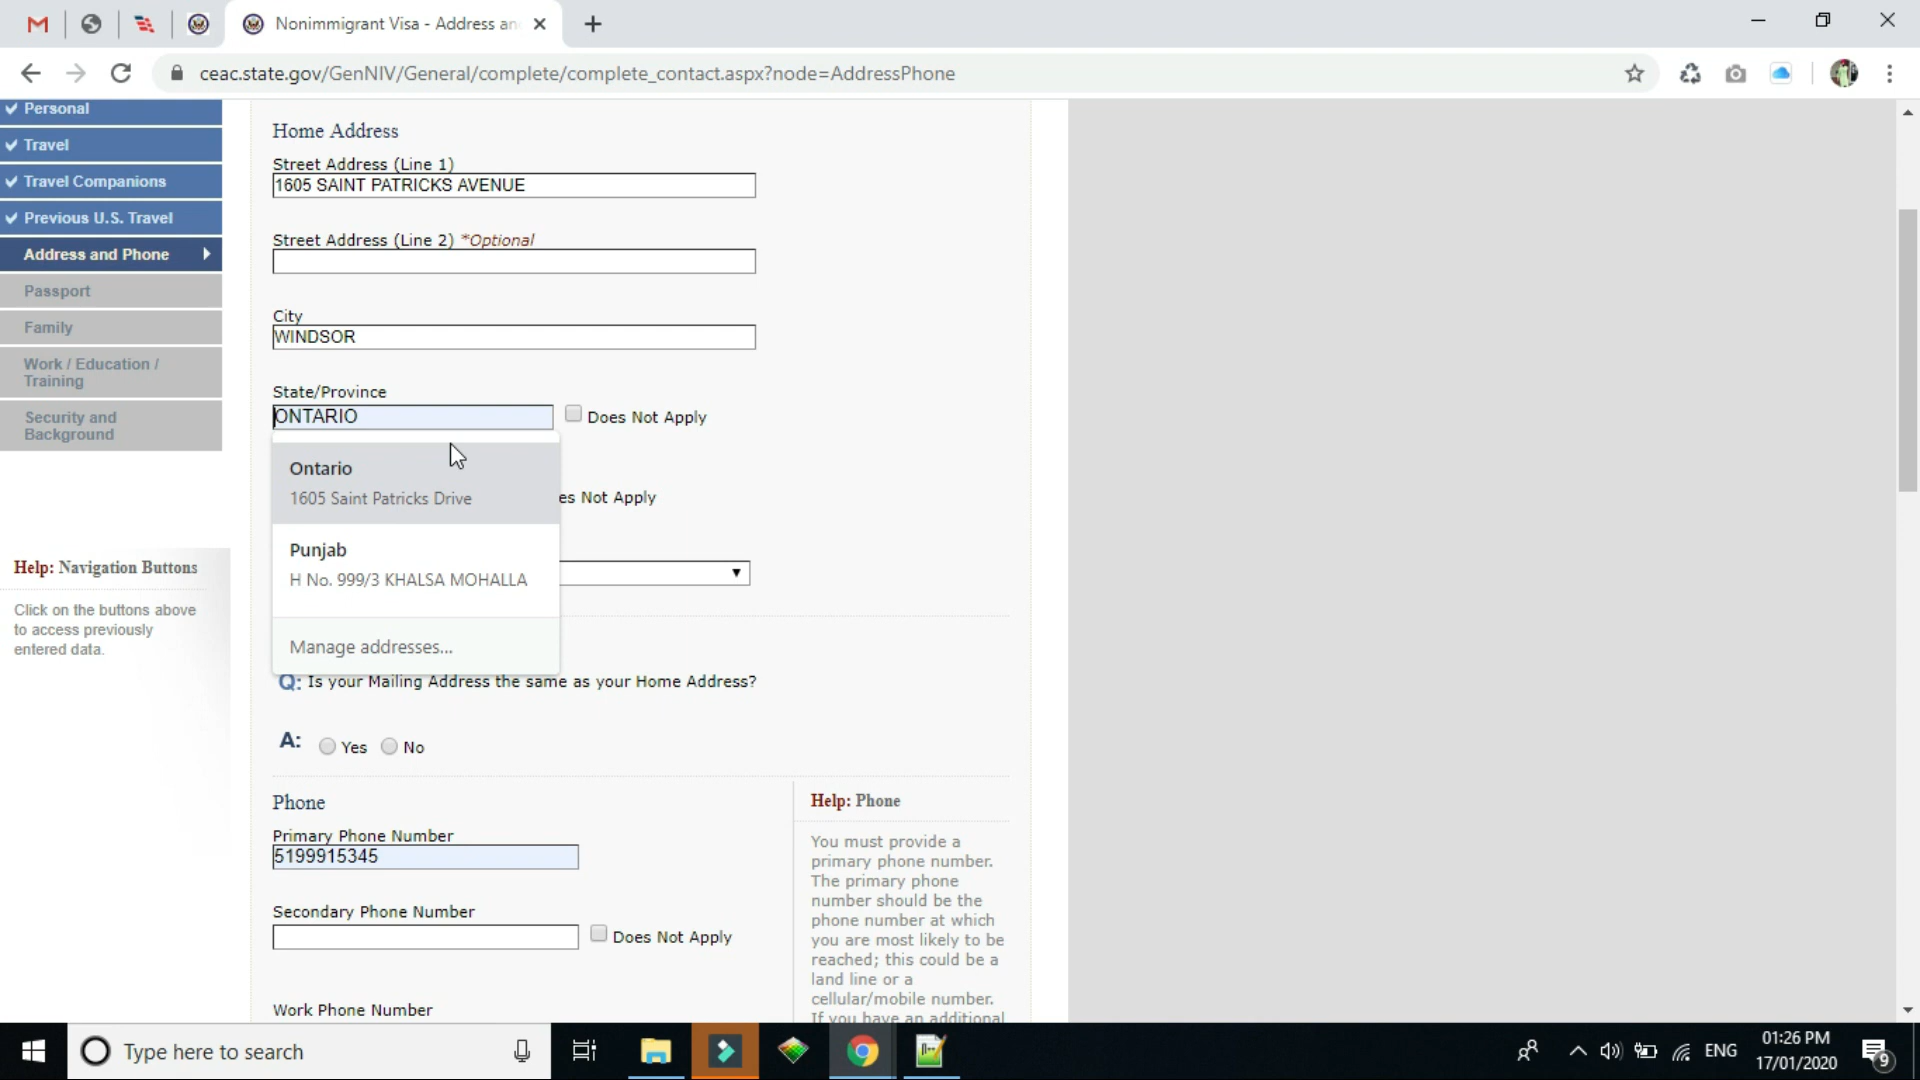 Nonimmigrant Visa - Address an
ceac.state.gov/GenNIV/General/complete/complete_contact.aspx?node=AddressPhone
Personal
Travel
Travel Companions
Previous U.S. Travel
Address and Phone
Passport
Family
Work / Education /
Training
Security and
Background
Help: Navigation Buttons
Click on the buttons above
to access previously
entered data.
Home Address
Street Address (Line 1)
1605 SAINT PATRICKS AVENUE
Street Address (Line 2) *Optional
City
WINDSOR
State/Province
ONTARIO
Does Not Apply
Ontario
1605 Saint Patricks Drive
es Not Apply
Punjab
H No. 999/3 KHALSA MOHALLA
Manage addresses...
Q: Is your Mailing Address the same as your Home Address?
A: Yes No
Phone
Primary Phone Number
5199915345
Secondary Phone Number
Does Not Apply
Work Phone Number
Help: Phone
You must provide a
primary phone number.
The primary phone
number should be the
phone number at which
you are most likely to be
reached; this could be a
land line or a
cellular/mobile number.
If you have an additional
Type here to search
ENG
01:26 PM
17/01/2020
9